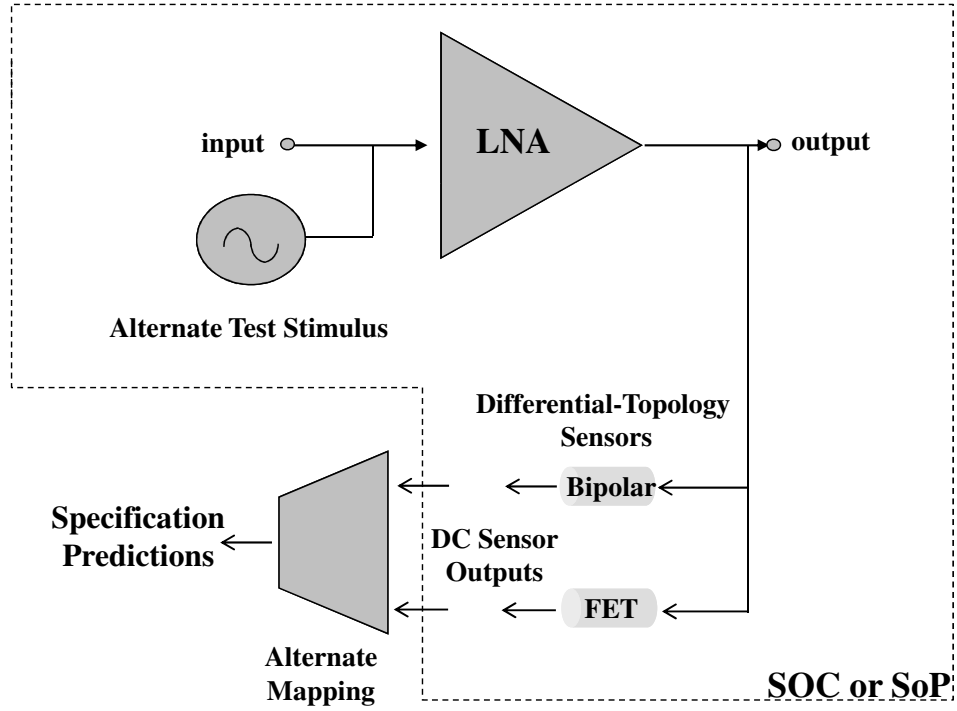 LNA
input
output
Alternate Test Stimulus
Differential-Topology
Sensors
Bipolar
Specification
Predictions
DC Sensor
Outputs
FET
Alternate
Mapping
SOC or SoP